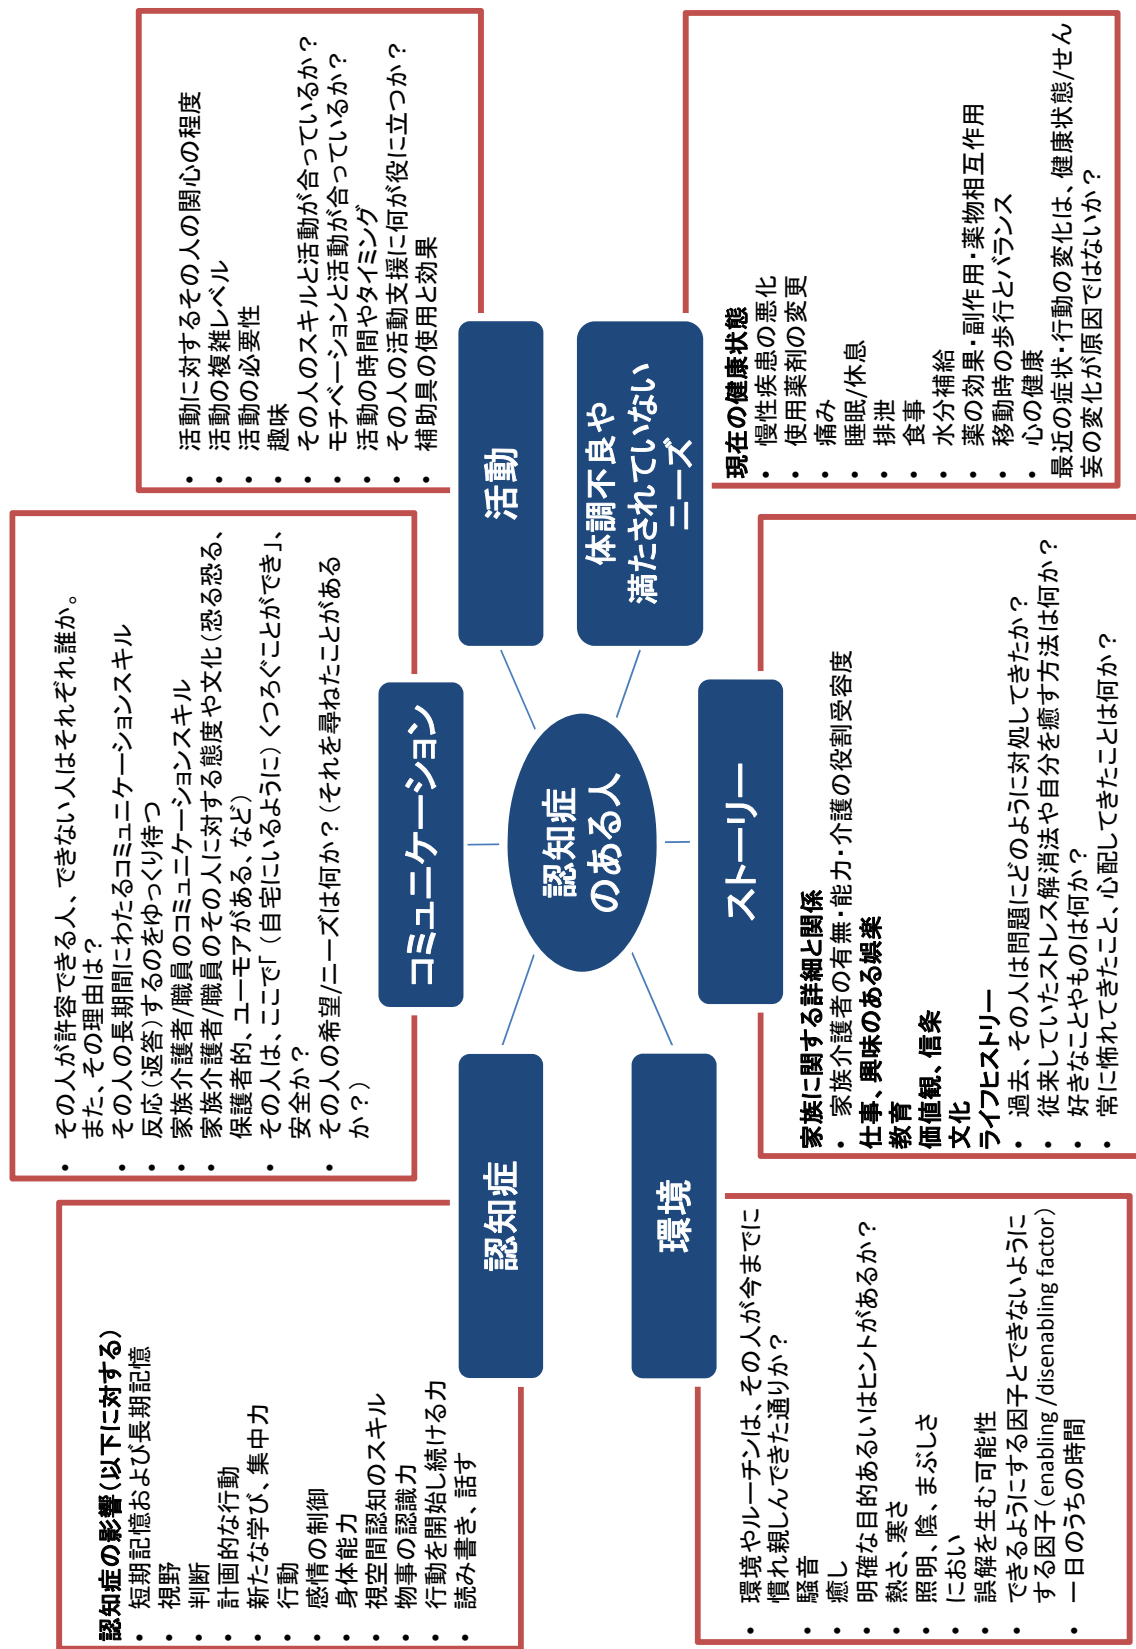 認知症の影響（以下に対する）
• 短期記憶および長期記憶
• 視野
• 判断
• 計画的な行動
• 新たな学び、集中力
• 行動
• 感情の制御
• 身体能力
• 視空間認知のスキル
• 物事の認識力
• 行動を開始し続ける力
• 読み書き、話す
認知症
• その人が許容できる人、できない人はそれぞれ誰か。
また、その理由は？
• その人の長期間にわたるコミュニケーションスキル
• 反応（返答）するのをゆっくり待つ
• 家族介護者/職員のコミュニケーションスキル
• 家族介護者/職員のその人に対する態度や文化（恐る恐る、
保護者的、ユーモアがある、など）
• その人は、ここで「（自宅にいるように）くつろぐことができ」、
安全か？
• その人の希望/ニーズは何か？（それを尋ねたことがある
か？）
コミュニケーション
• 活動に対するその人の関心の程度
• 活動の複雑レベル
• 活動の必要性
• 趣味
• その人のスキルと活動が合っているか？
• モチベーションと活動が合っているか？
• 活動の時間やタイミング
• その人の活動支援に何が役に立つか？
• 補助具の使用と効果
活動
認知症
のある人
環境
• 環境やルーチンは、その人が今までに
慣れ親しんできた通りか？
• 騒音
• 癒し
• 明確な目的あるいはヒントがあるか？
• 熱さ、寒さ
• 照明、陰、まぶしさ
• におい
• 誤解を生む可能性
• できるようにする因子とできないように
する因子（enabling /disenabling factor）
• 一日のうちの時間
ストーリー
家族に関する詳細と関係
• 家族介護者の有無・能力・介護の役割受容度
仕事、興味のある娯楽
教育
価値観、信条
文化
ライフヒストリー
• 過去、その人は問題にどのように対処してきたか？
• 従来していたストレス解消法や自分を癒す方法は何か？
• 好きなことやものは何か？
• 常に怖れてきたこと、心配してきたことは何か？
体調不良や
満たされていない
ニーズ
現在の健康状態
• 慢性疾患の悪化
• 使用薬剤の変更
• 痛み
• 睡眠/休息
• 排泄
• 食事
• 水分補給
• 薬の効果・副作用・薬物相互作用
• 移動時の歩行とバランス
• 心の健康
最近の症状・行動の変化は、健康状態/せん
妄の変化が原因ではないか？